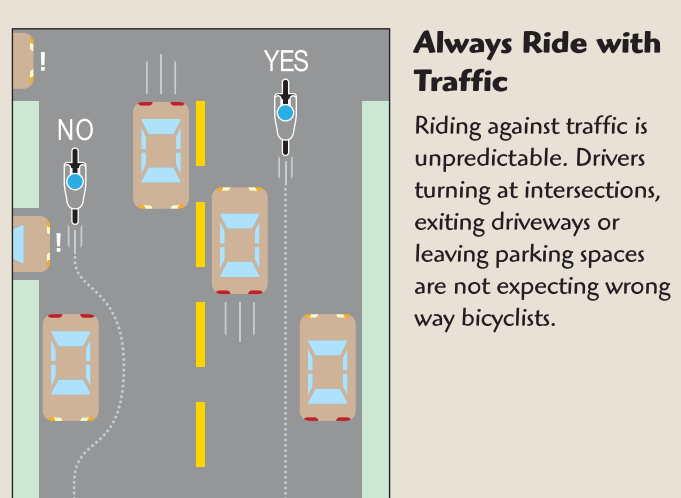 YES
NO
!
!
Always Ride with
Traffic
Riding against traffic is
unpredictable. Drivers
turning at intersections,
exiting driveways or
leaving parking spaces
are not expecting wrong
way bicyclists.